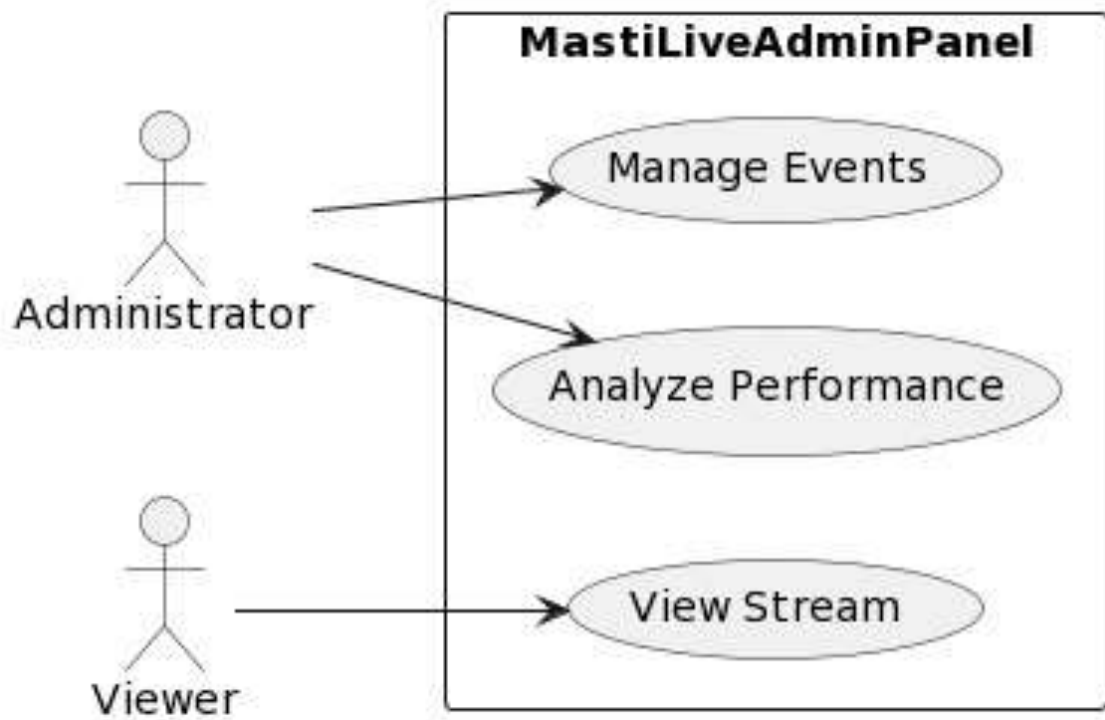 MastiLiveAdminPanel
Manage Events
Administrator
Analyze Performance
View Stream
Viewer